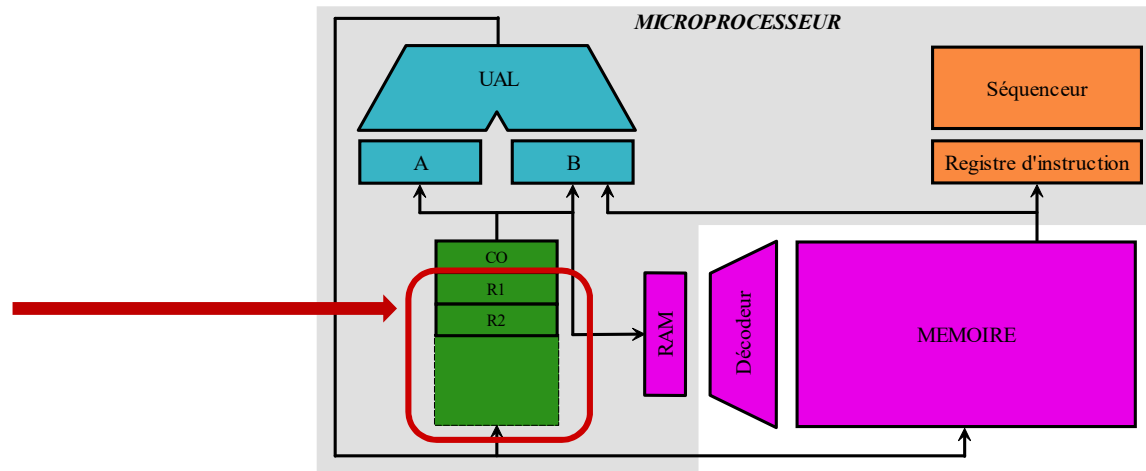 MICROPROCESSEUR
UAL
Séquenceur
A
B
Registre d'instruction
CO
R1
R2
RAM
Décodeur
MEMOIRE